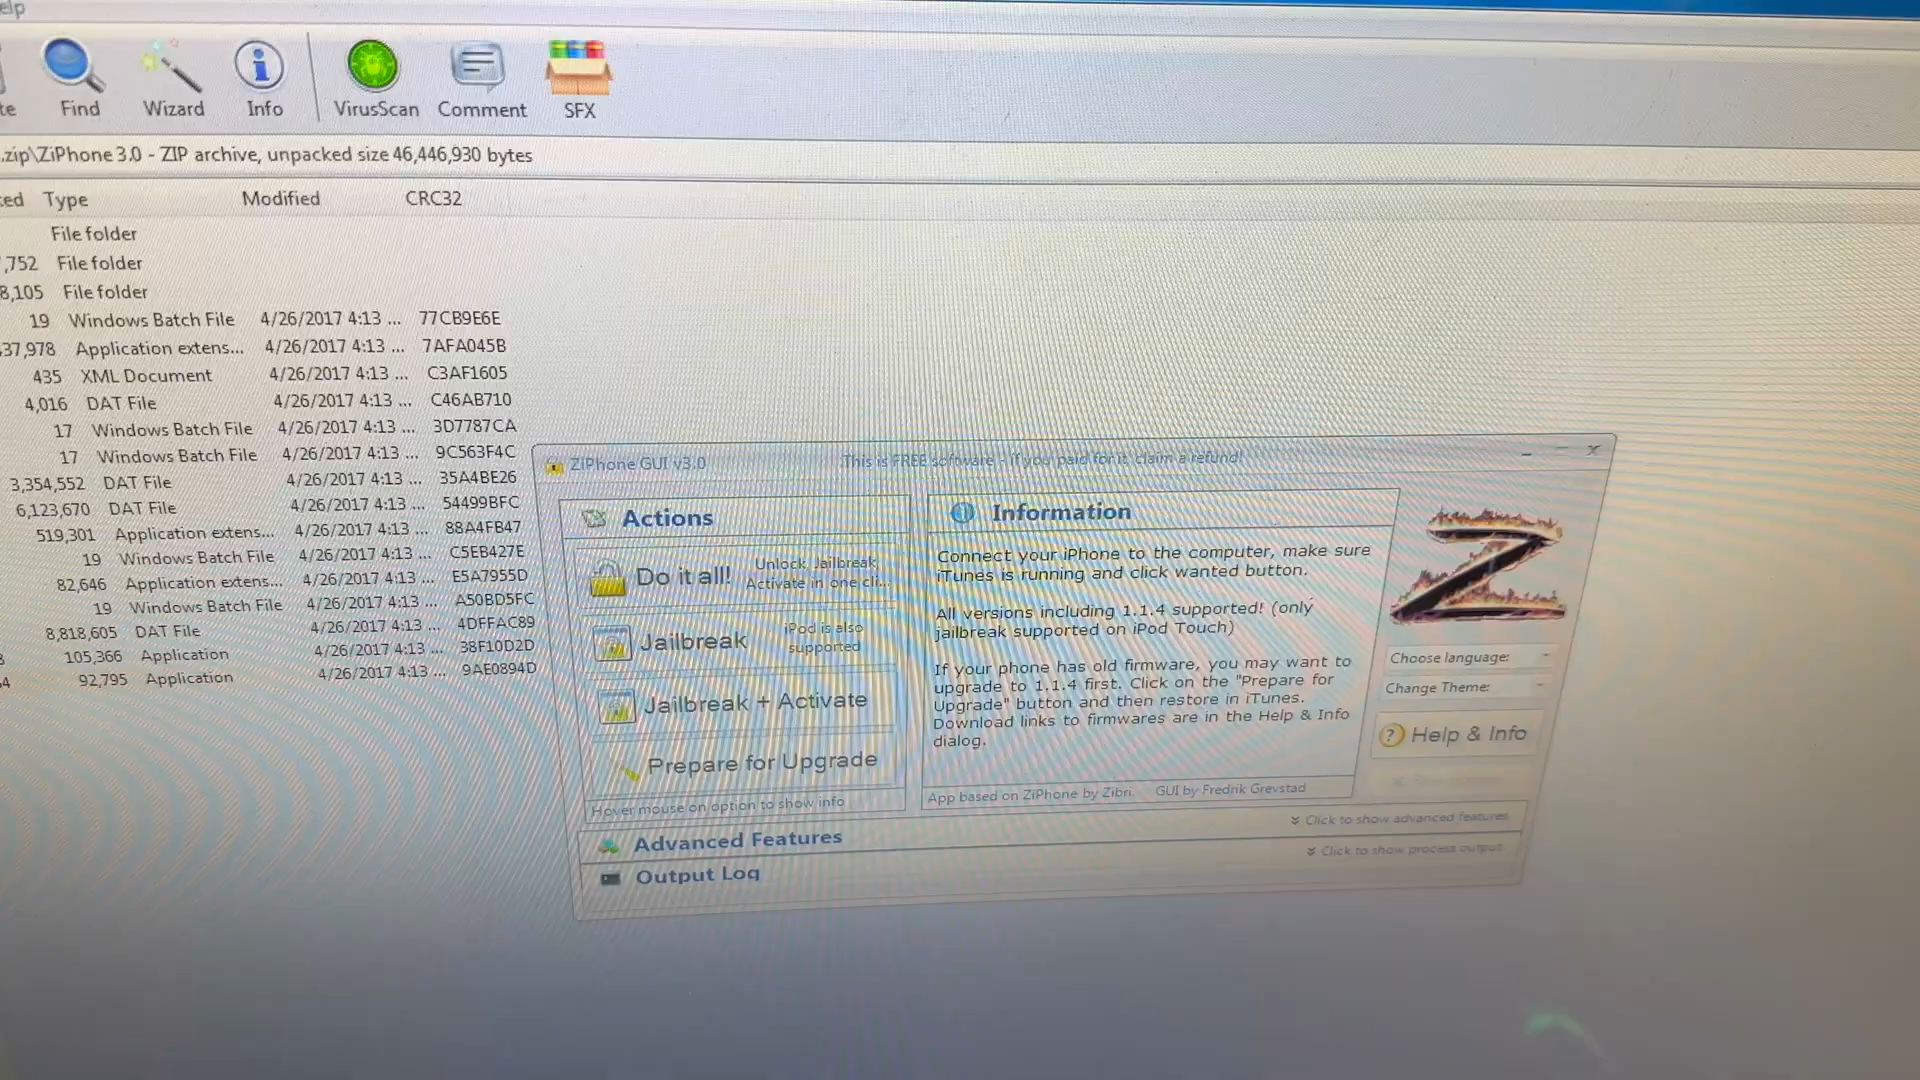 elp
te
Find
Wizard
Info
VirusScan
Comment
SFX
.zip\ZiPhone 3.0 - ZIP archive, unpacked size 46,446,930 bytes
ked Type Modified CRC32
File folder
,752 File folder
8,105 File folder
19 Windows Batch File 4/26/2017 4:13 ... 77CB9E6E
37,978 Application extens... 4/26/2017 4:13 ... 7AFA045B
435 XML Document 4/26/2017 4:13 ... C3AF1605
4,016 DAT File 4/26/2017 4:13 ... C46AB710
17 Windows Batch File 4/26/2017 4:13 ... 3D7787CA
17 Windows Batch File 4/26/2017 4:13 ... 9C563F4C
3,354,552 DAT File 4/26/2017 4:13 ... 35A4BE26
6,123,670 DAT File 4/26/2017 4:13 ... 54499BFC
519,301 Application extens... 4/26/2017 4:13 ... 88A4FB47
19 Windows Batch File 4/26/2017 4:13 ... C5EB427E
82,646 Application extens... 4/26/2017 4:13 ... E5A7955D
19 Windows Batch File 4/26/2017 4:13 ... A50BD5FC
8,818,605 DAT File 4/26/2017 4:13 ... 4DFFAC89
105,366 Application 4/26/2017 4:13 ... 38F10D2D
4 92,795 Application 4/26/2017 4:13 ... 9AE0894D
ZiPhone GUI v3.0 This is FREE software - if you paid for it, claim a refund!
Actions
Do it all! Unlock, Jailbreak,
Activate in one cli...
Jailbreak iPod is also
supported
Jailbreak + Activate
Prepare for Upgrade
Hover mouse on option to show info
Information
Connect your iPhone to the computer, make sure
iTunes is running and click wanted button.
All versions including 1.1.4 supported! (only
jailbreak supported on iPod Touch)
If your phone has old firmware, you may want to
upgrade to 1.1.4 first. Click on the "Prepare for
Upgrade" button and then restore in iTunes.
Download links to firmwares are in the Help & Info
dialog.
App based on ZiPhone by Zibri. GUI by Fredrik Grevstad
Z
Choose language:
Change Theme:
Help & Info
Advanced Features Click to show advanced features
Output Log Click to show process output